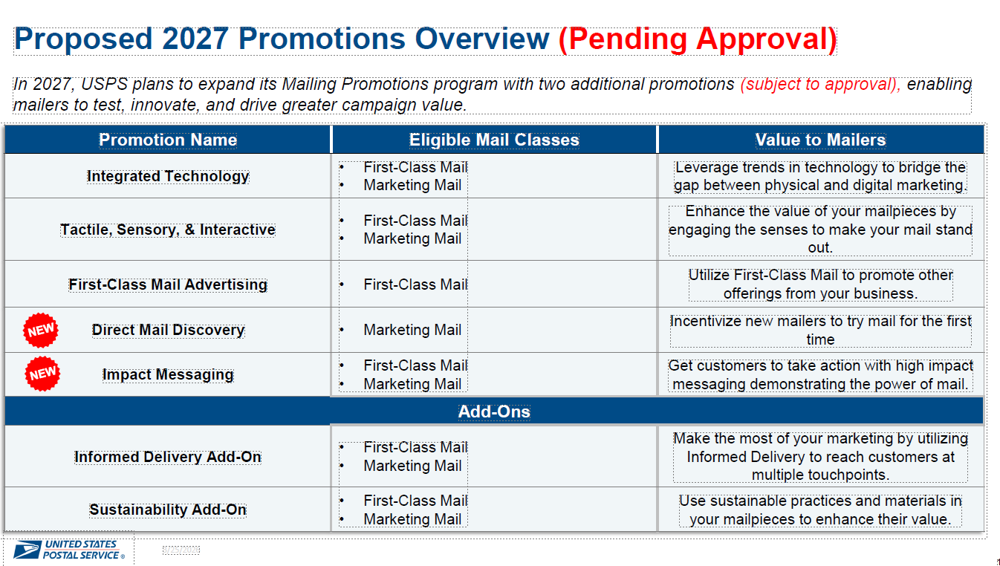 Proposed 2027 Promotions Overview (Pending Approval)
In 2027, USPS plans to expand its Mailing Promotions program with two additional promotions (subject to approval), enabling
mailers to test, innovate, and drive greater campaign value.
Promotion Name
Eligible Mail Classes
Value to Mailers
Integrated Technology
• First-Class Mail
• Marketing Mail
Leverage trends in technology to bridge the
gap between physical and digital marketing.
Tactile, Sensory, & Interactive
• First-Class Mail
• Marketing Mail
Enhance the value of your mailpieces by
engaging the senses to make your mail stand
out.
First-Class Mail Advertising
• First-Class Mail
Utilize First-Class Mail to promote other
offerings from your business.
NEW
Direct Mail Discovery
• Marketing Mail
Incentivize new mailers to try mail for the first
time
NEW
Impact Messaging
• First-Class Mail
• Marketing Mail
Get customers to take action with high impact
messaging demonstrating the power of mail.
Add-Ons
Informed Delivery Add-On
• First-Class Mail
• Marketing Mail
Make the most of your marketing by utilizing
Informed Delivery to reach customers at
multiple touchpoints.
Sustainability Add-On
• First-Class Mail
• Marketing Mail
Use sustainable practices and materials in
your mailpieces to enhance their value.
UNITED STATES
POSTAL SERVICE ®
1